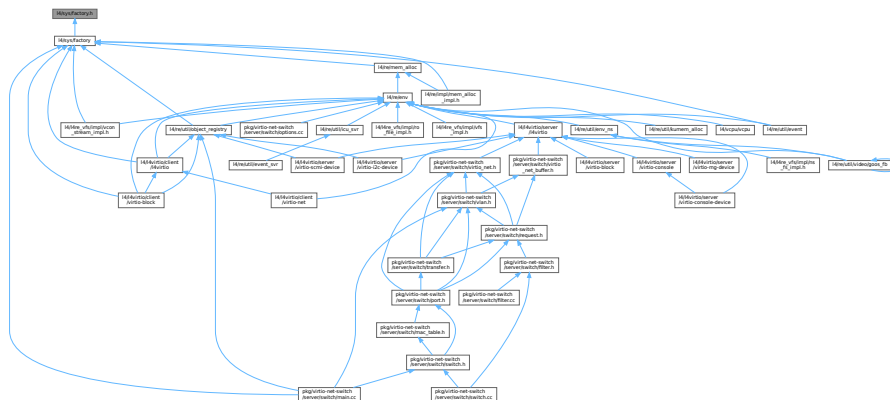 l4/sys/factory.h
l4/sys/factory
l4/re/mem_alloc
l4/re/env
l4/re/impl/mem_alloc
_impl.h
l4/l4re_vfs/impl/vcon
_stream_impl.h
l4/re/util/object_registry
pkg/virtio-net-switch
/server/switch/options.cc
l4/re/util/icu_svr
l4/l4re_vfs/impl/ns
_file_impl.h
l4/l4re_vfs/impl/vfs
_impl.h
l4/l4virtio/server
/l4virtio
l4/re/util/env_ns
l4/re/util/kumem_alloc
l4/vcpu/vcpu
l4/re/util/event
l4/l4virtio/client
/l4virtio
l4/re/util/event_svr
l4/l4virtio/server
/virtio-scmi-device
l4/l4virtio/server
/virtio-i2c-device
pkg/virtio-net-switch
/server/switch/virtio_net.h
pkg/virtio-net-switch
/server/switch/virtio
_net_buffer.h
l4/l4virtio/server
/virtio-block
l4/l4virtio/server
/virtio-console
l4/l4virtio/server
/virtio-rng-device
l4/l4re_vfs/impl/ns
_fs_impl.h
l4/re/util/video/goos_fb
l4/l4virtio/client
/virtio-block
l4/l4virtio/client
/virtio-net
pkg/virtio-net-switch
/server/switch/vlan.h
l4/l4virtio/server
/virtio-console-device
pkg/virtio-net-switch
/server/switch/request.h
pkg/virtio-net-switch
/server/switch/transfer.h
pkg/virtio-net-switch
/server/switch/filter.h
pkg/virtio-net-switch
/server/switch/port.h
pkg/virtio-net-switch
/server/switch/filter.cc
pkg/virtio-net-switch
/server/switch/mac_table.h
pkg/virtio-net-switch
/server/switch/switch.h
pkg/virtio-net-switch
/server/switch/main.cc
pkg/virtio-net-switch
/server/switch/switch.cc